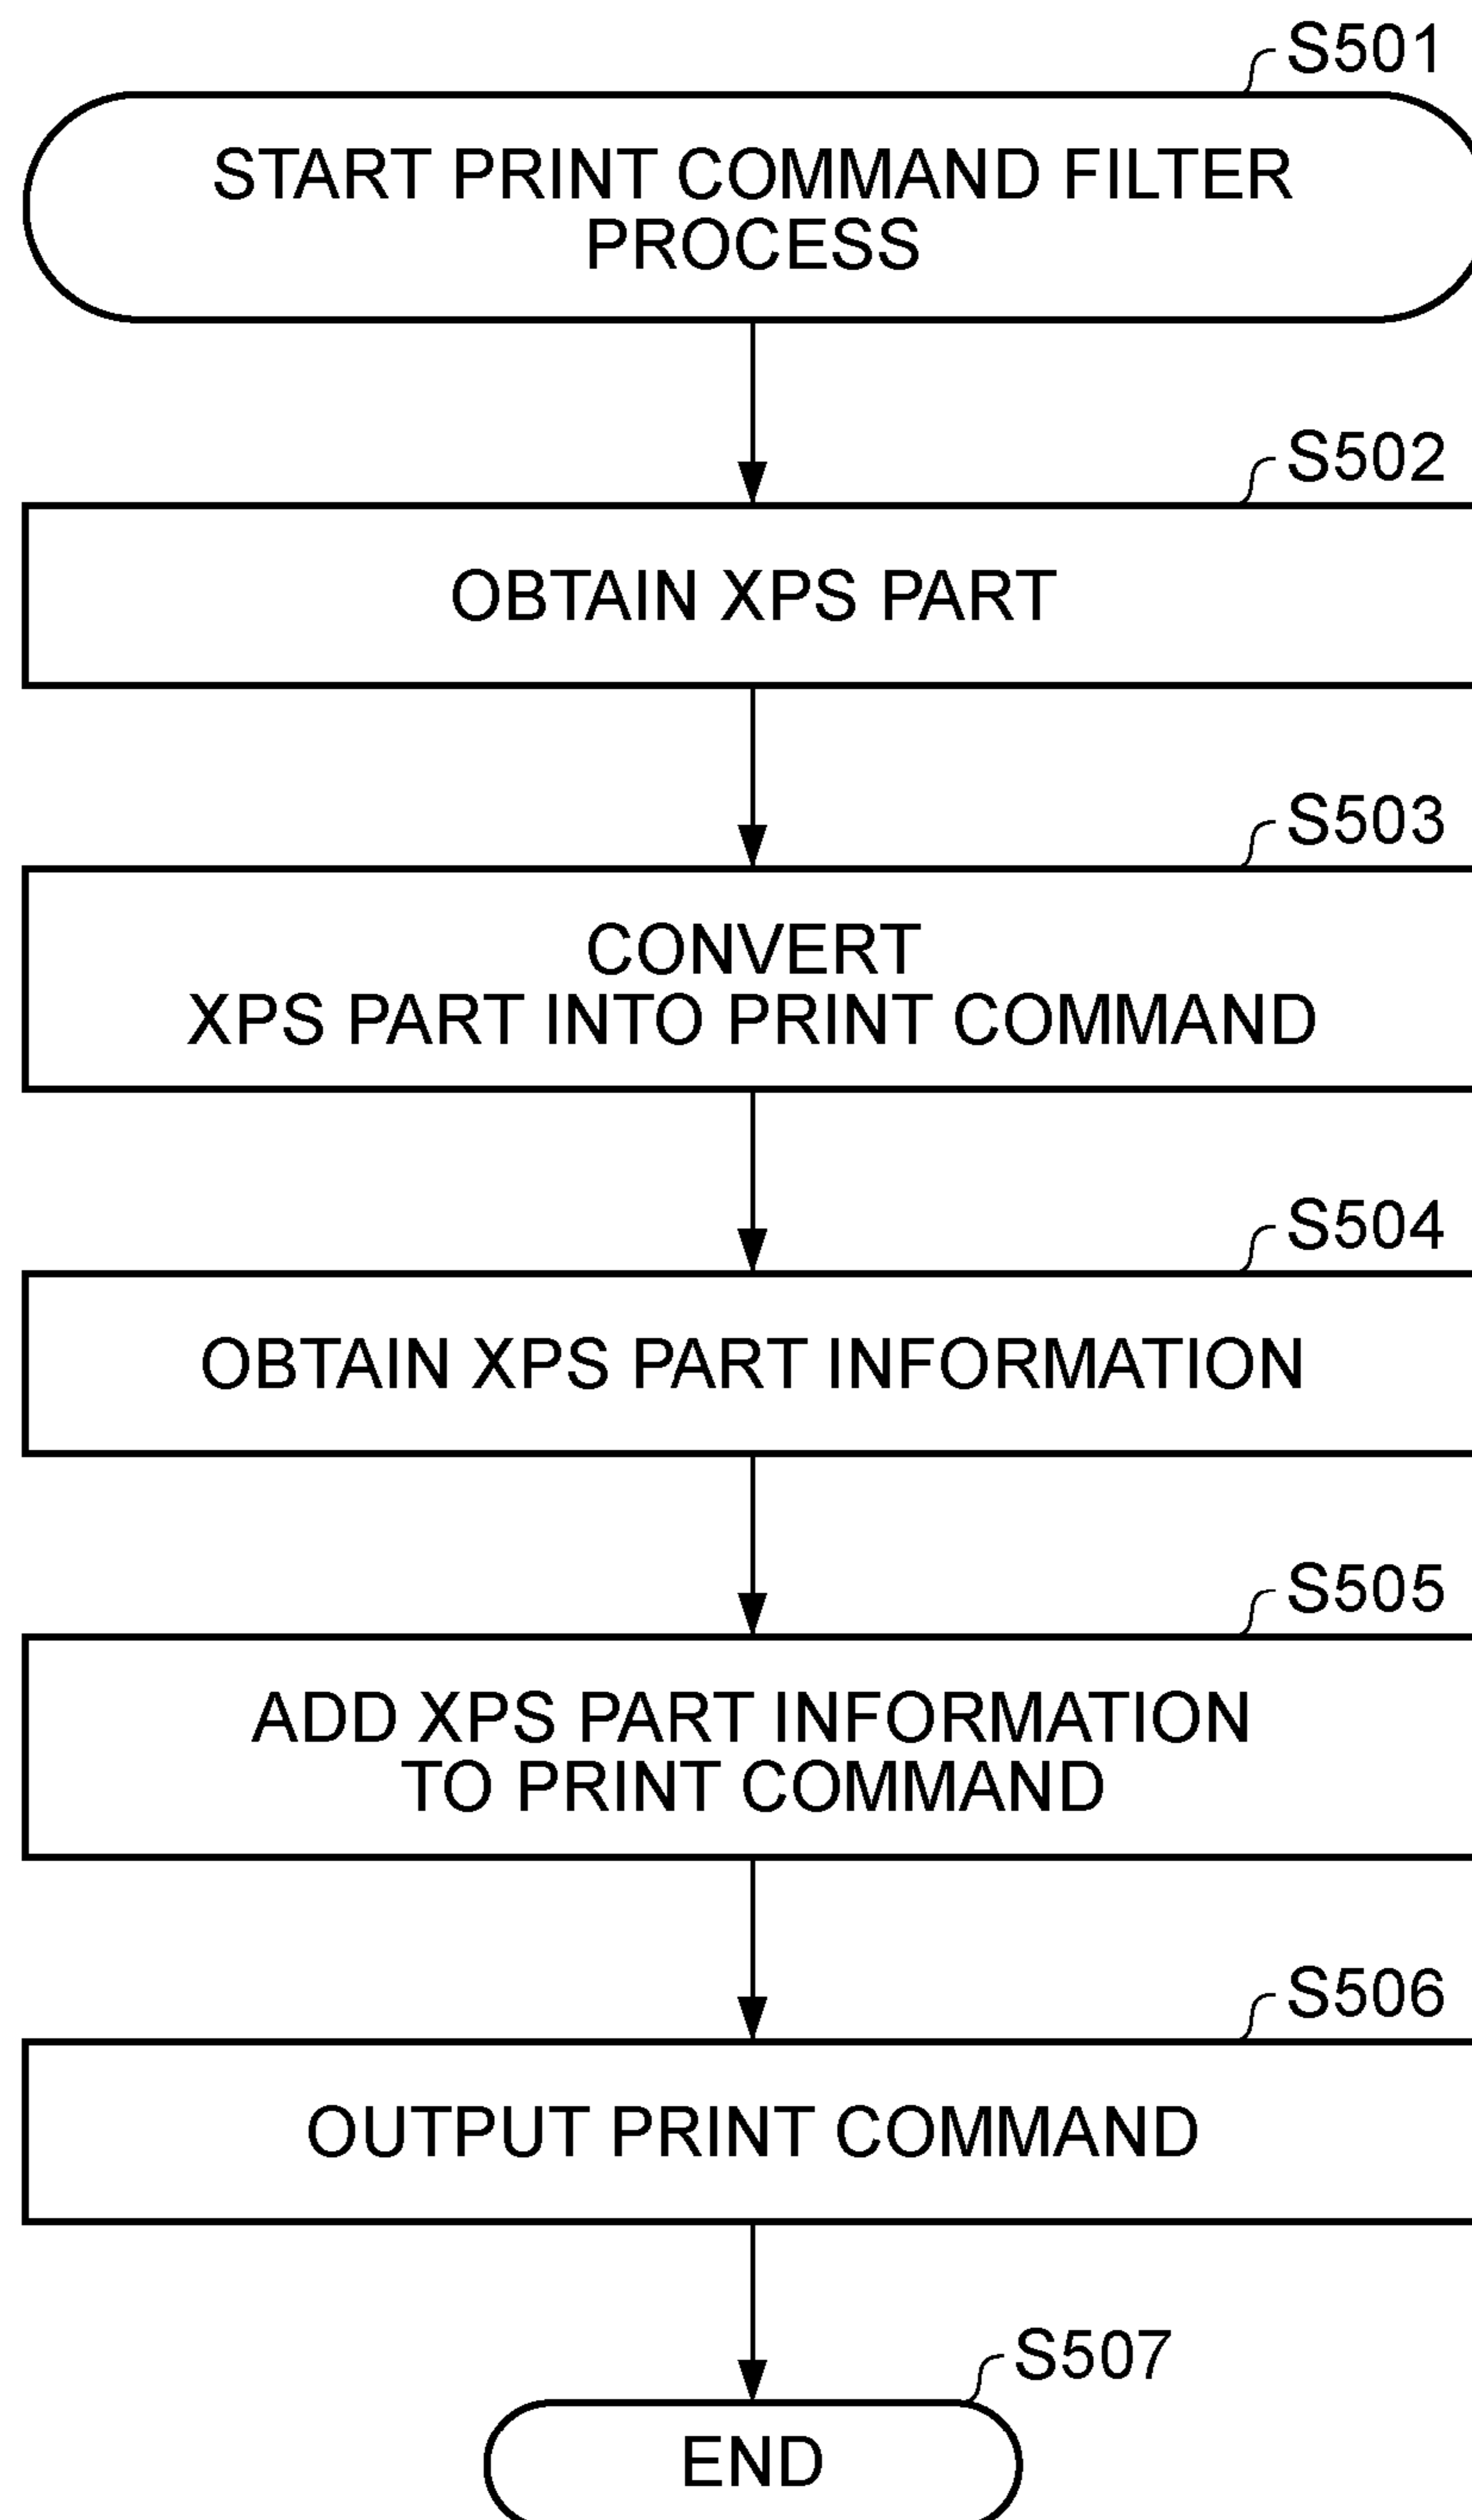 S501
START PRINT COMMAND FILTER
PROCESS
S502
OBTAIN XPS PART
S503
CONVERT
XPS PART INTO PRINT COMMAND
S504
OBTAIN XPS PART INFORMATION
S505
ADD XPS PART INFORMATION
TO PRINT COMMAND
S506
OUTPUT PRINT COMMAND
S507
END